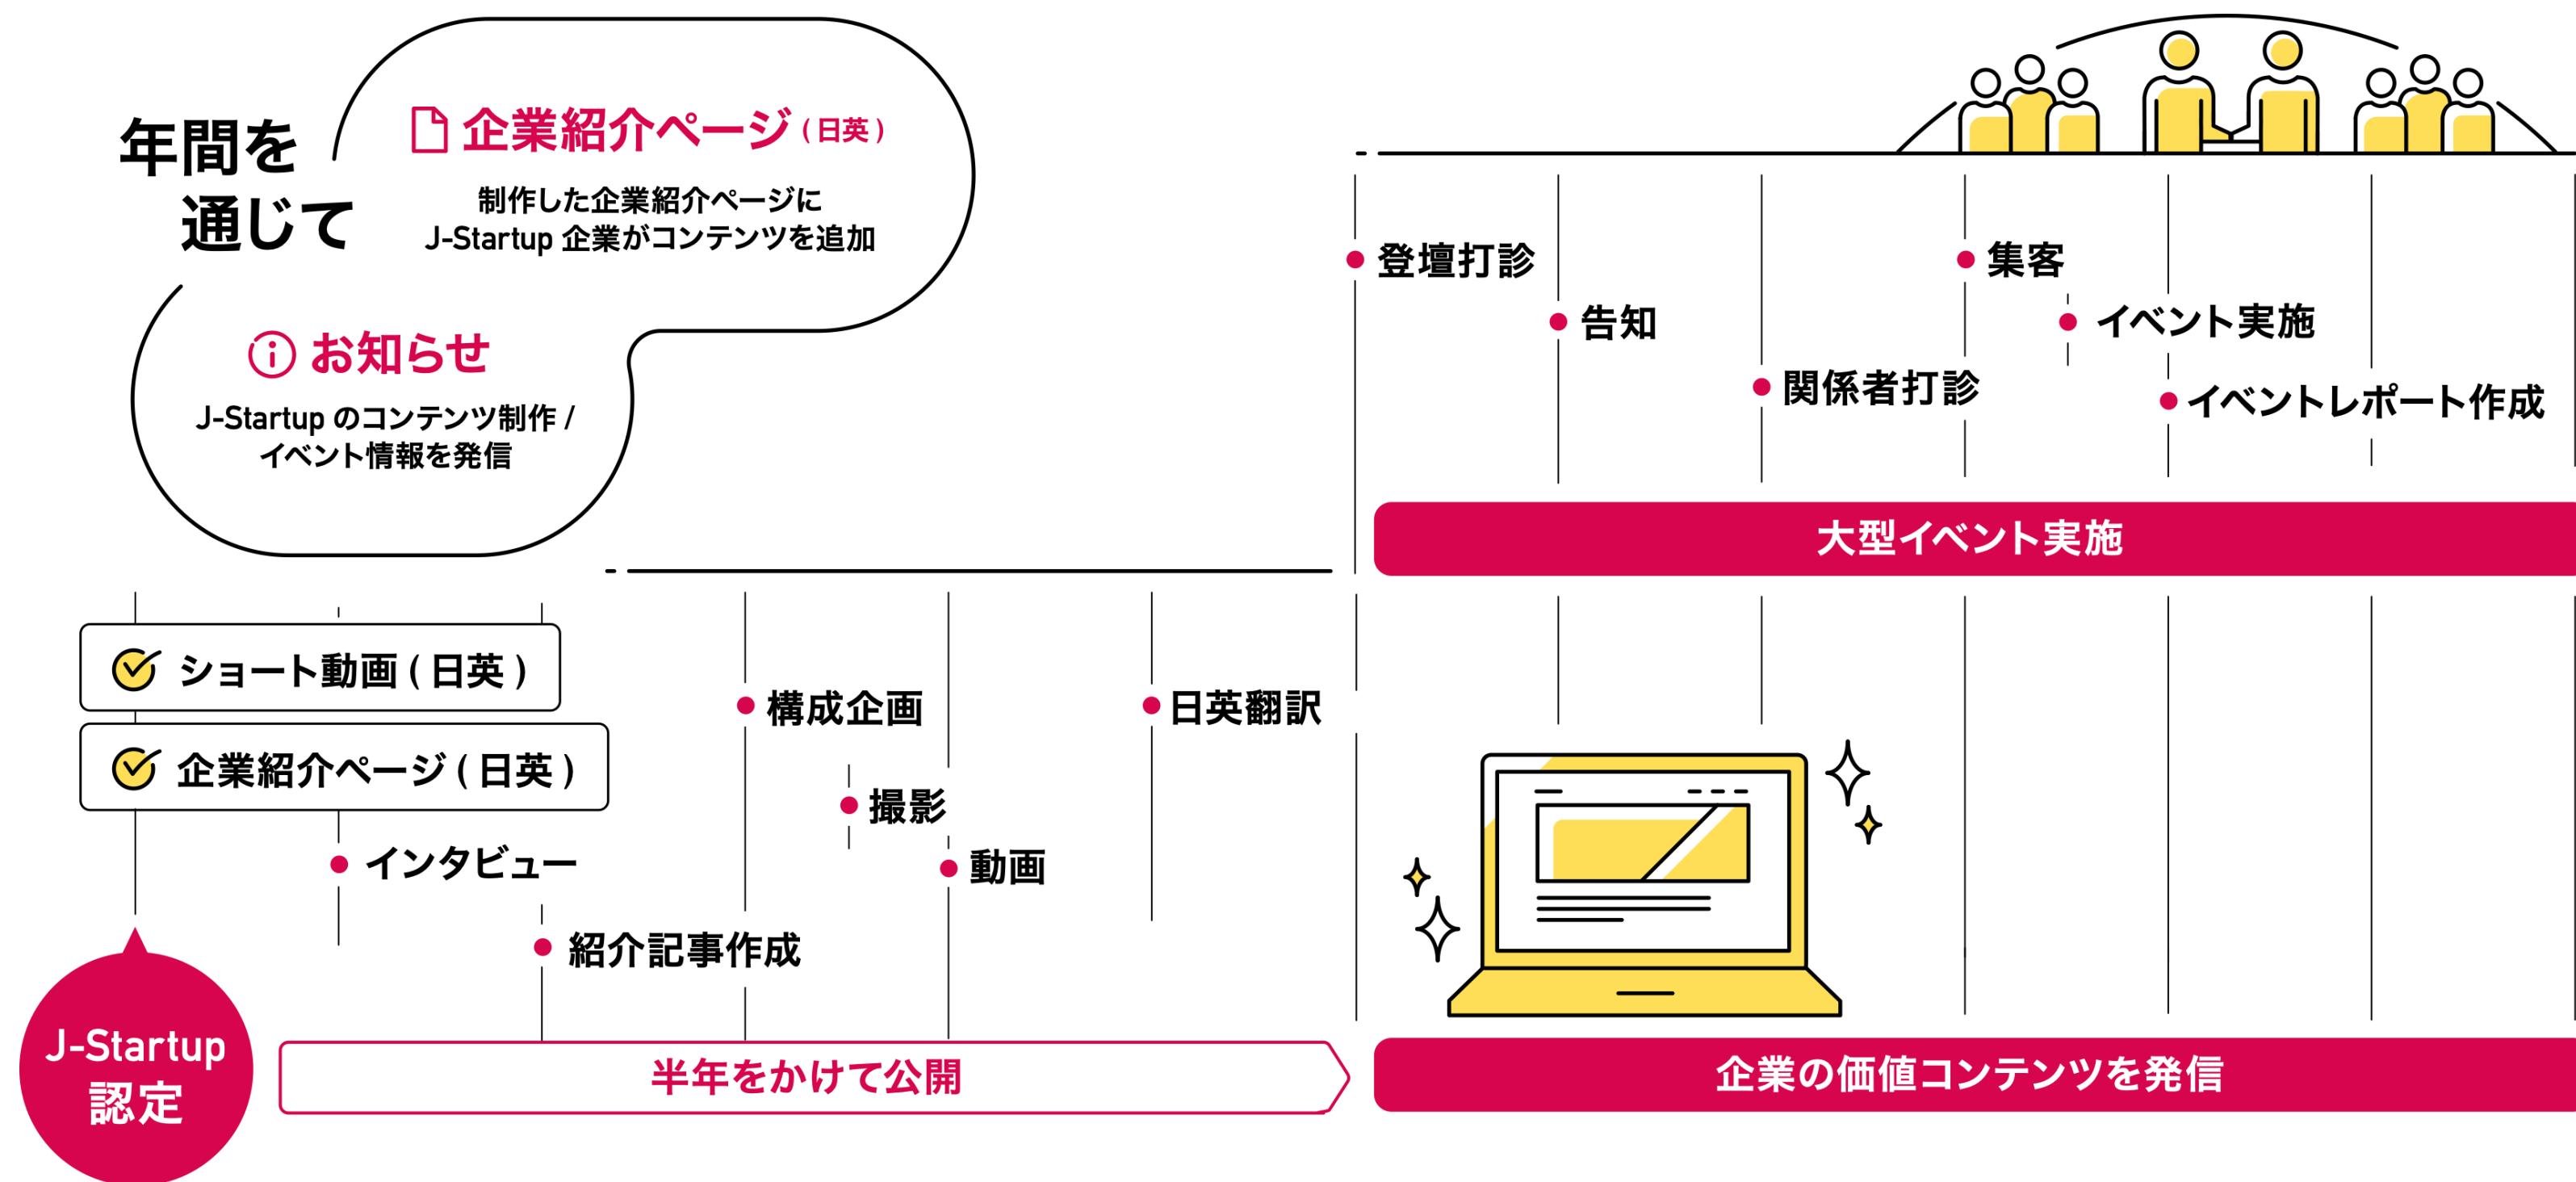 年間を
通じて
企業紹介ページ ( 日英 )
制作した企業紹介ページに
J-Startup 企業がコンテンツを追加
お知らせ
J-Startup のコンテンツ制作 /
イベント情報を発信
登壇打診
告知
関係者打診
集客
イベント実施
イベントレポート作成
大型イベント実施
ショート動画 ( 日英 )
企業紹介ページ ( 日英 )
インタビュー
紹介記事作成
構成企画
撮影
動画
日英翻訳
J-Startup
認定
半年をかけて公開
企業の価値コンテンツを発信